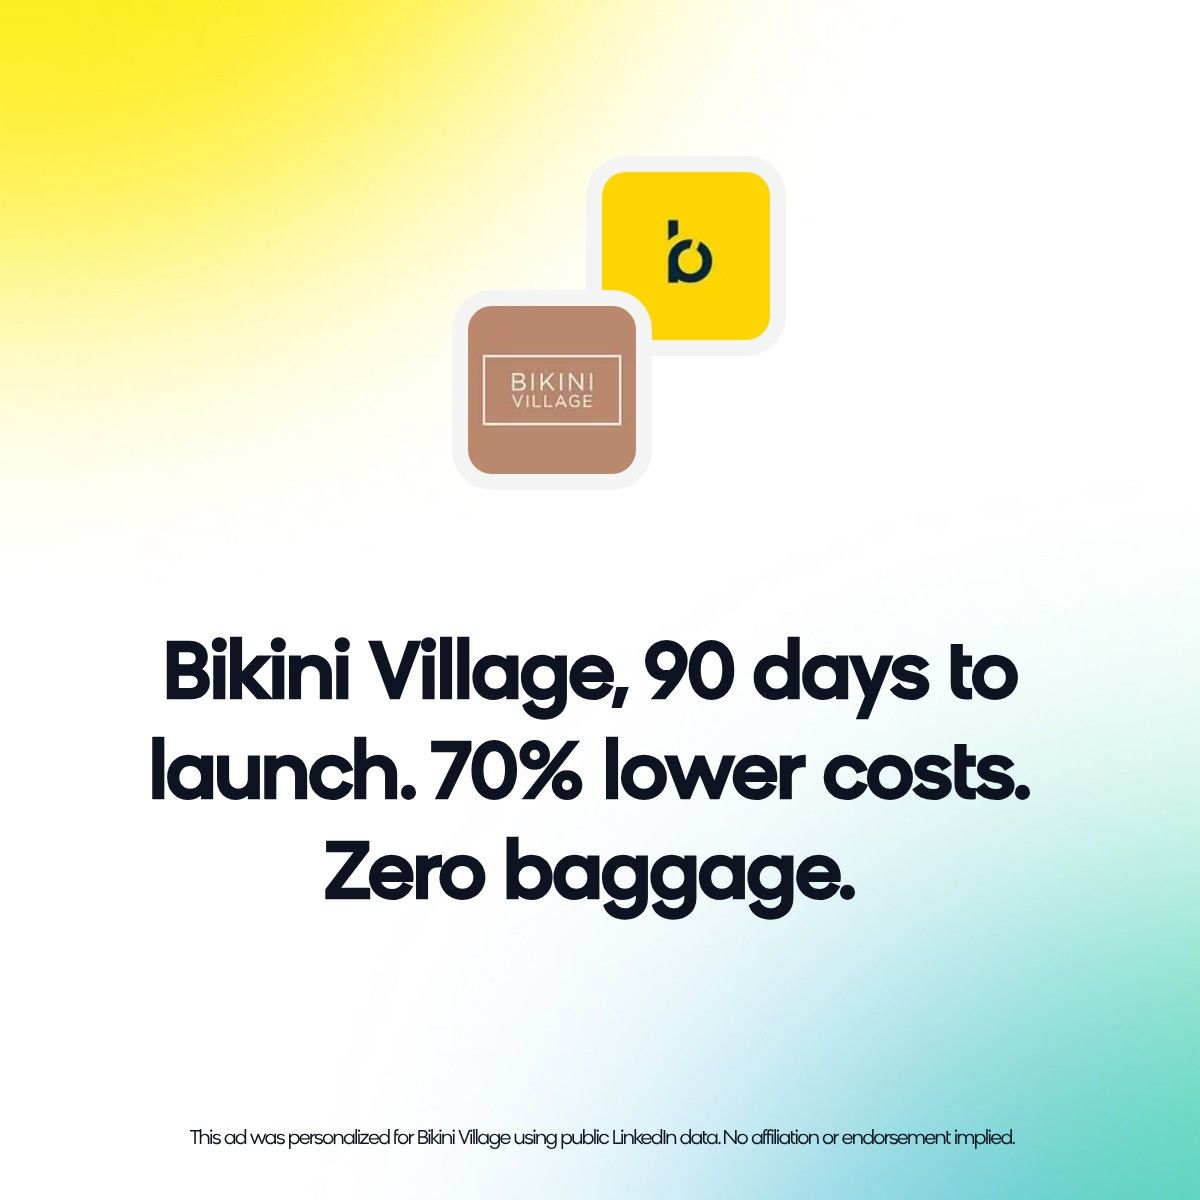 b
BIKINI
VILLAGE
Bikini Village, 90 days to
launch. 70% lower costs.
Zero baggage.
This ad was personalized for Bikini Village using public LinkedIn data. No affiliation or endorsement implied.